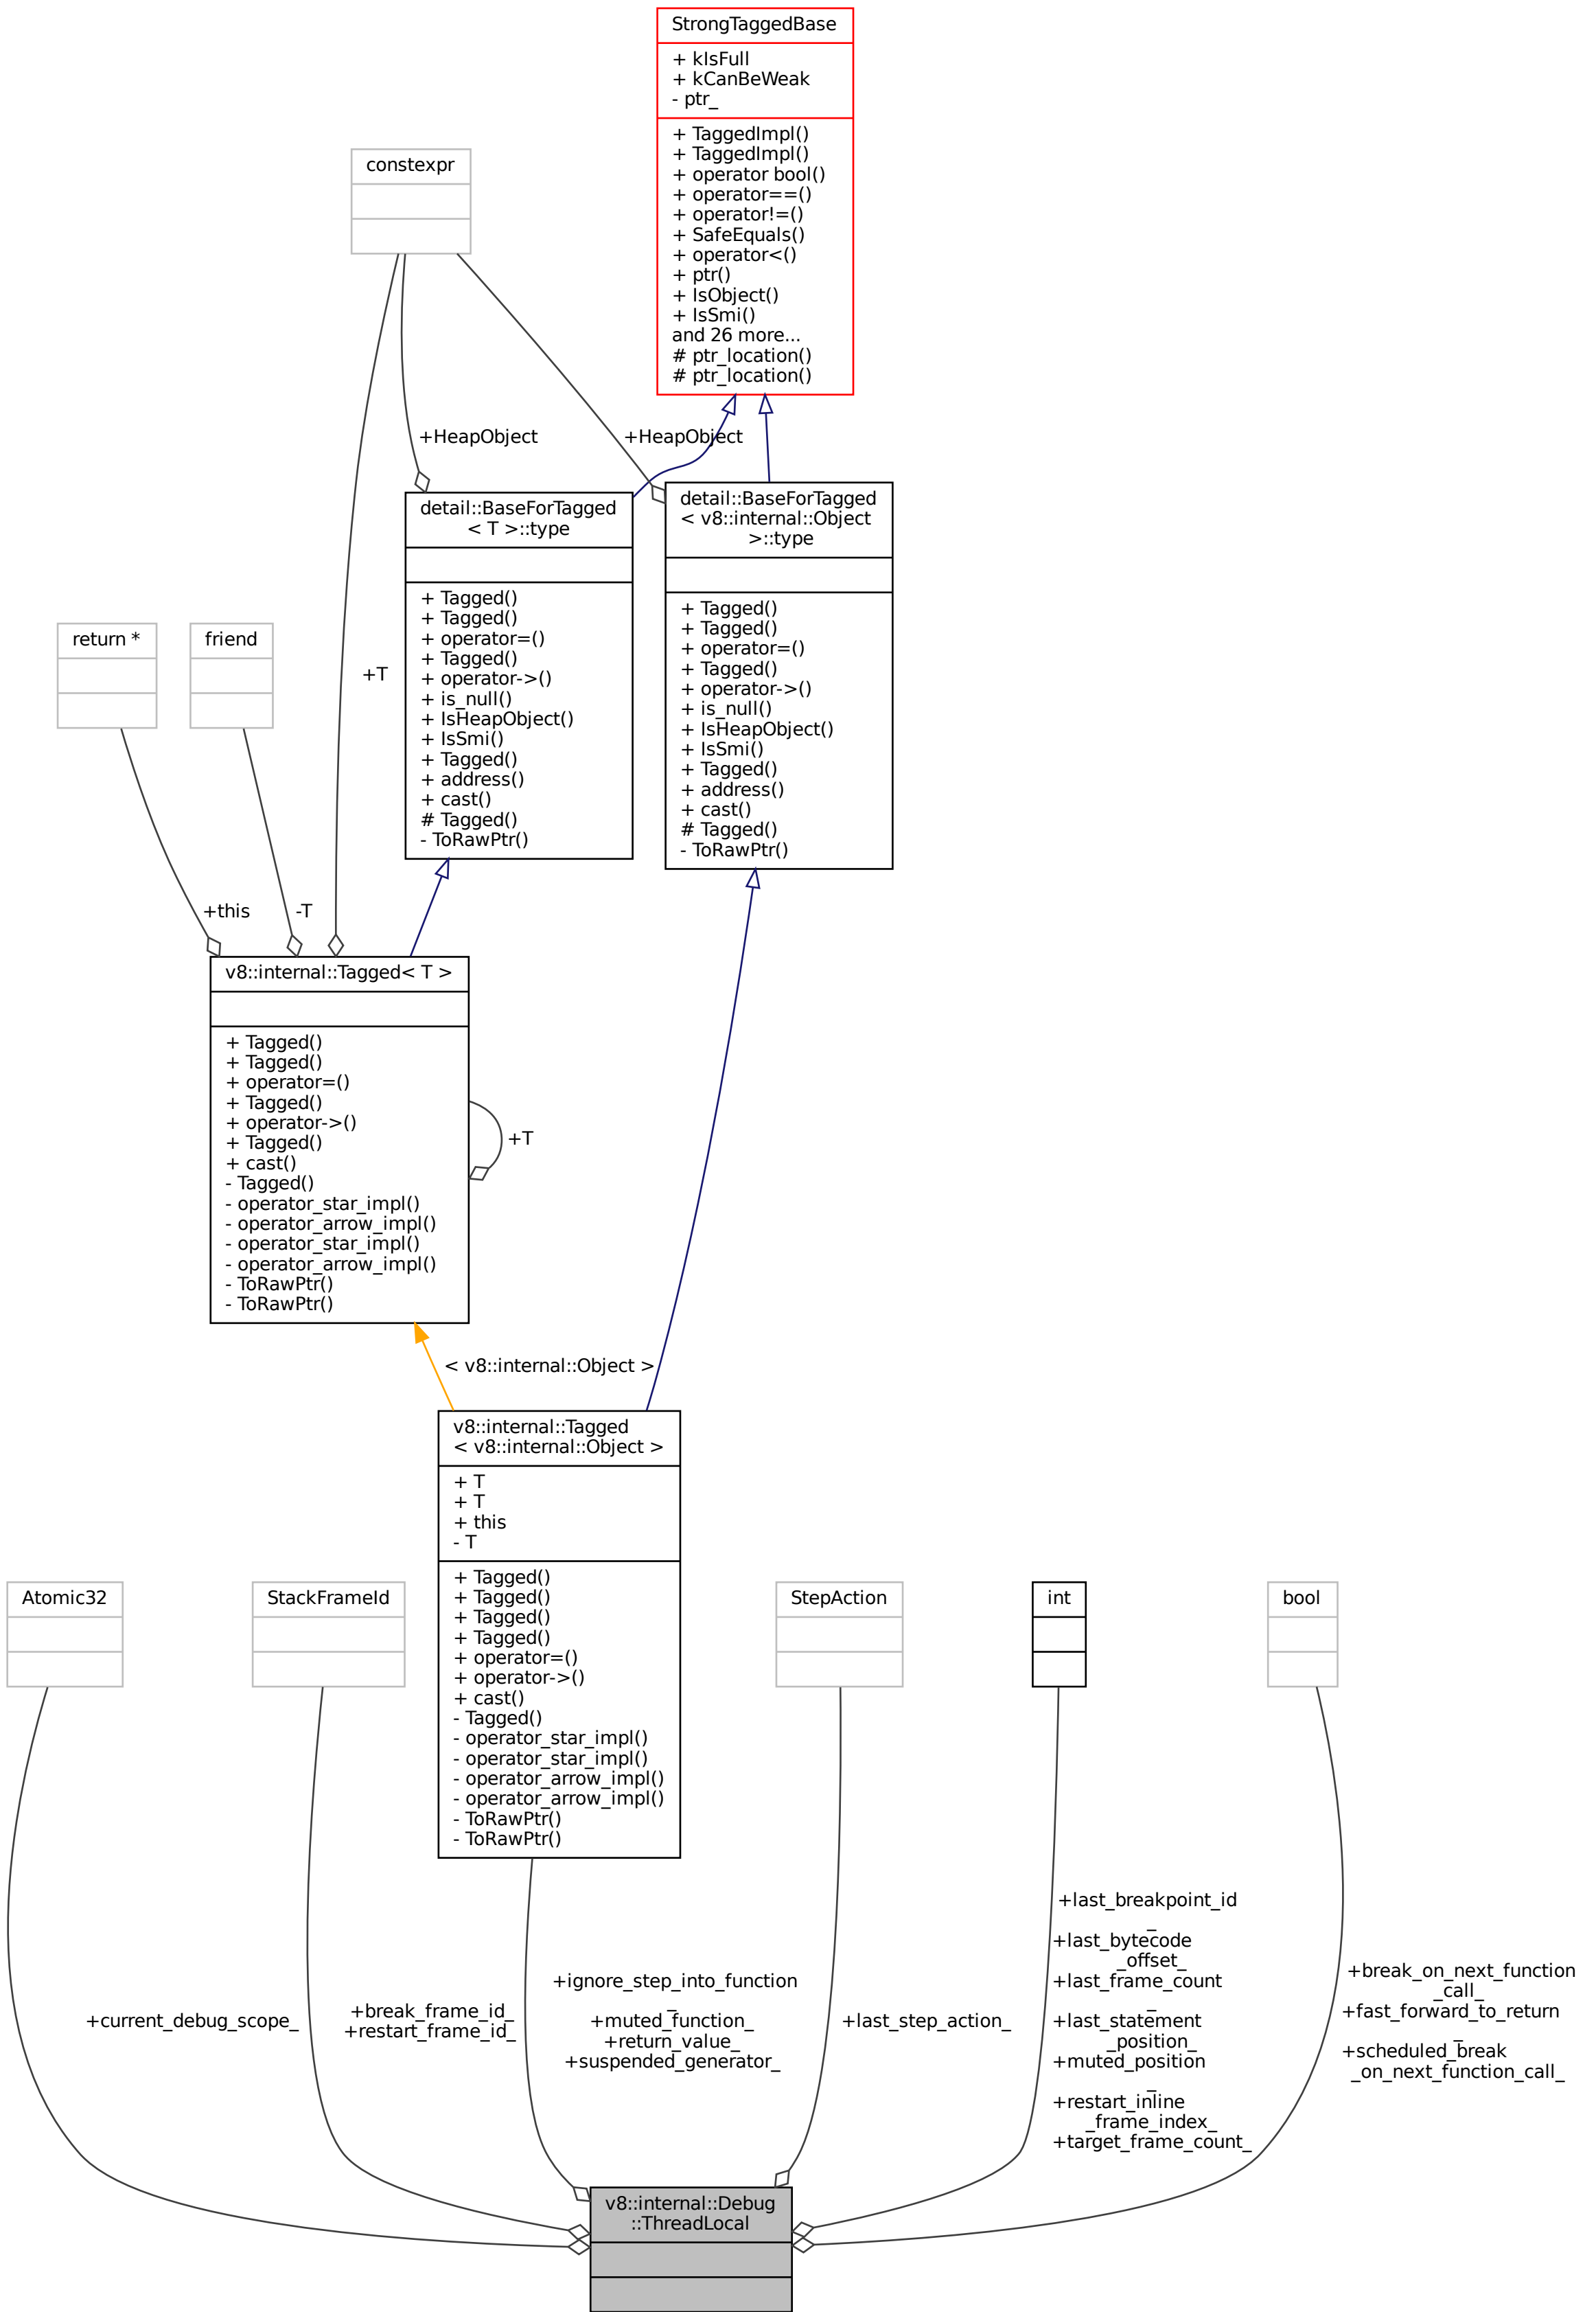 StrongTaggedBase
+ kIsFull
+ kCanBeWeak
- ptr_
+ TaggedImpl()
+ TaggedImpl()
+ operator bool()
+ operator==()
+ operator!=()
+ SafeEquals()
+ operator<()
+ ptr()
+ IsObject()
+ IsSmi()
and 26 more...
# ptr_location()
# ptr_location()
constexpr
+HeapObject
+HeapObject
detail::BaseForTagged
< T >::type
+ Tagged()
+ Tagged()
+ operator=()
+ Tagged()
+ operator->()
+ is_null()
+ IsHeapObject()
+ IsSmi()
+ Tagged()
+ address()
+ cast()
# Tagged()
- ToRawPtr()
detail::BaseForTagged
< v8::internal::Object
>::type
+ Tagged()
+ Tagged()
+ operator=()
+ Tagged()
+ operator->()
+ is_null()
+ IsHeapObject()
+ IsSmi()
+ Tagged()
+ address()
+ cast()
# Tagged()
- ToRawPtr()
return *
friend
+T
+this
-T
v8::internal::Tagged< T >
+ Tagged()
+ Tagged()
+ operator=()
+ Tagged()
+ operator->()
+ Tagged()
+ cast()
- Tagged()
- operator_star_impl()
- operator_arrow_impl()
- operator_star_impl()
- operator_arrow_impl()
- ToRawPtr()
- ToRawPtr()
+T
< v8::internal::Object >
v8::internal::Tagged
< v8::internal::Object >
+ T
+ T
+ this
- T
+ Tagged()
+ Tagged()
+ Tagged()
+ Tagged()
+ operator=()
+ operator->()
+ cast()
- Tagged()
- operator_star_impl()
- operator_star_impl()
- operator_arrow_impl()
- operator_arrow_impl()
- ToRawPtr()
- ToRawPtr()
Atomic32
StackFrameId
StepAction
int
bool
+current_debug_scope_
+break_frame_id_
+restart_frame_id_
+ignore_step_into_function
_
+muted_function_
+return_value_
+suspended_generator_
+last_step_action_
+last_breakpoint_id
_
+last_bytecode
_offset_
+last_frame_count
_
+last_statement
_position_
+muted_position
_
+restart_inline
_frame_index_
+target_frame_count_
+break_on_next_function
_call_
+fast_forward_to_return
_
+scheduled_break
_on_next_function_call_
v8::internal::Debug
::ThreadLocal